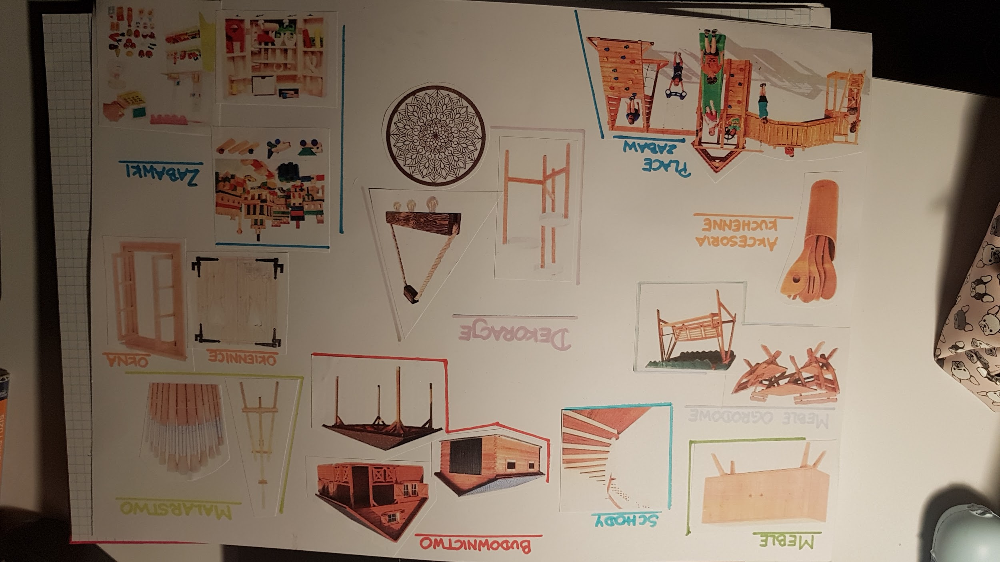 MEBLE
SCHODY
BUDOWNICTWO
MALARSTWO
MEBLE OGRODOWE
DEKORACJE
OKIENNICE
OKNA
AKCESORIA
KUCHENNE
PLACE
ZABAW
ZABAWKI